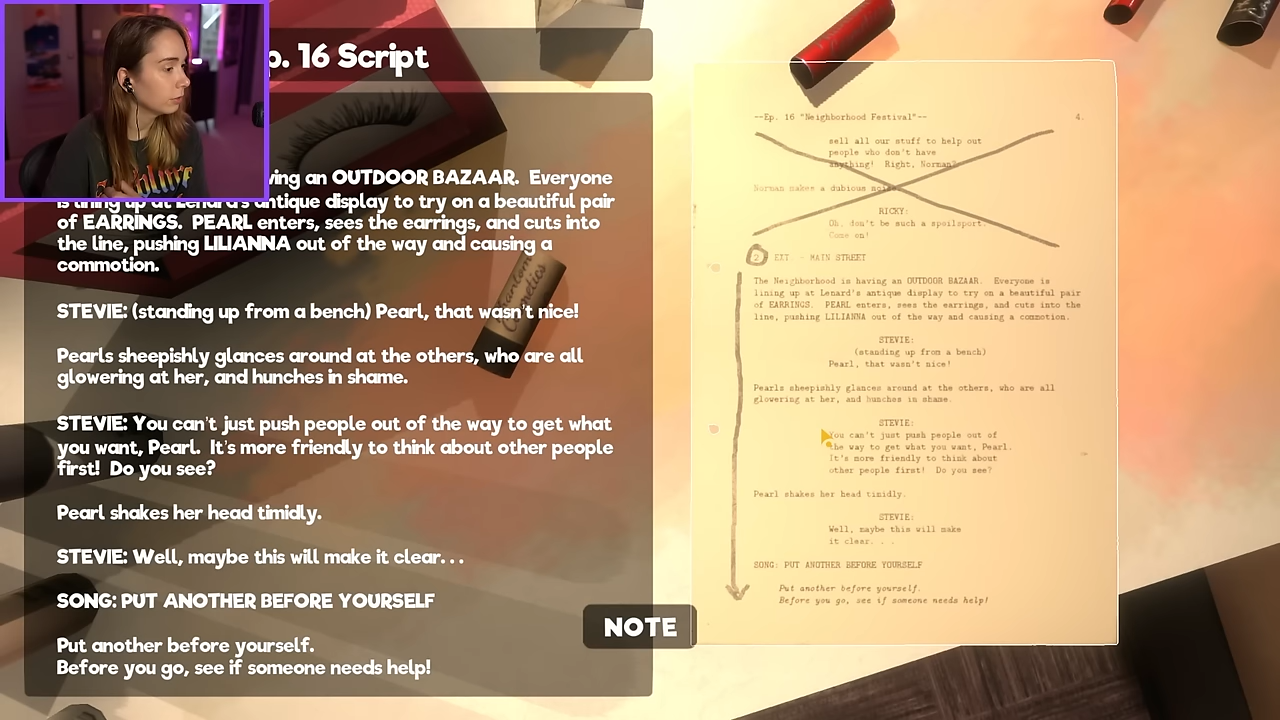 p. 16 Script
ving an OUTDOOR BAZAAR. Everyone
is lining up at Lenard's antique display to try on a beautiful pair
of EARRINGS. PEARL enters, sees the earrings, and cuts into
the line, pushing LILIANNA out of the way and causing a
commotion.
STEVIE: (standing up from a bench) Pearl, that wasn't nice!
Pearls sheepishly glances around at the others, who are all
glowering at her, and hunches in shame.
STEVIE: You can't just push people out of the way to get what
you want, Pearl. It's more friendly to think about other people
first! Do you see?
Pearl shakes her head timidly.
STEVIE: Well, maybe this will make it clear...
SONG: PUT ANOTHER BEFORE YOURSELF
Put another before yourself.
Before you go, see if someone needs help!
NOTE
--Ep. 16 "Neighborhood Festival"-- 4.
sell all our stuff to help out
people who don't have
anything! Right, Norman?
Norman makes a dubious noise.
RICKY:
Oh, don't be such a spoilsport.
Come on!
2 EXT - MAIN STREET
The Neighborhood is having an OUTDOOR BAZAAR. Everyone is
lining up at Lenard's antique display to try on a beautiful pair
of EARRINGS. PEARL enters, sees the earrings, and cuts into the
line, pushing LILIANNA out of the way and causing a commotion.
STEVIE:
(standing up from a bench)
Pearl, that wasn't nice!
Pearls sheepishly glances around at the others, who are all
glowering at her, and hunches in shame.
STEVIE:
You can't just push people out of
the way to get what you want, Pearl.
It's more friendly to think about
other people first! Do you see?
Pearl shakes her head timidly.
STEVIE:
Well, maybe this will make
it clear. . .
SONG: PUT ANOTHER BEFORE YOURSELF
Put another before yourself.
Before you go, see if someone needs help!